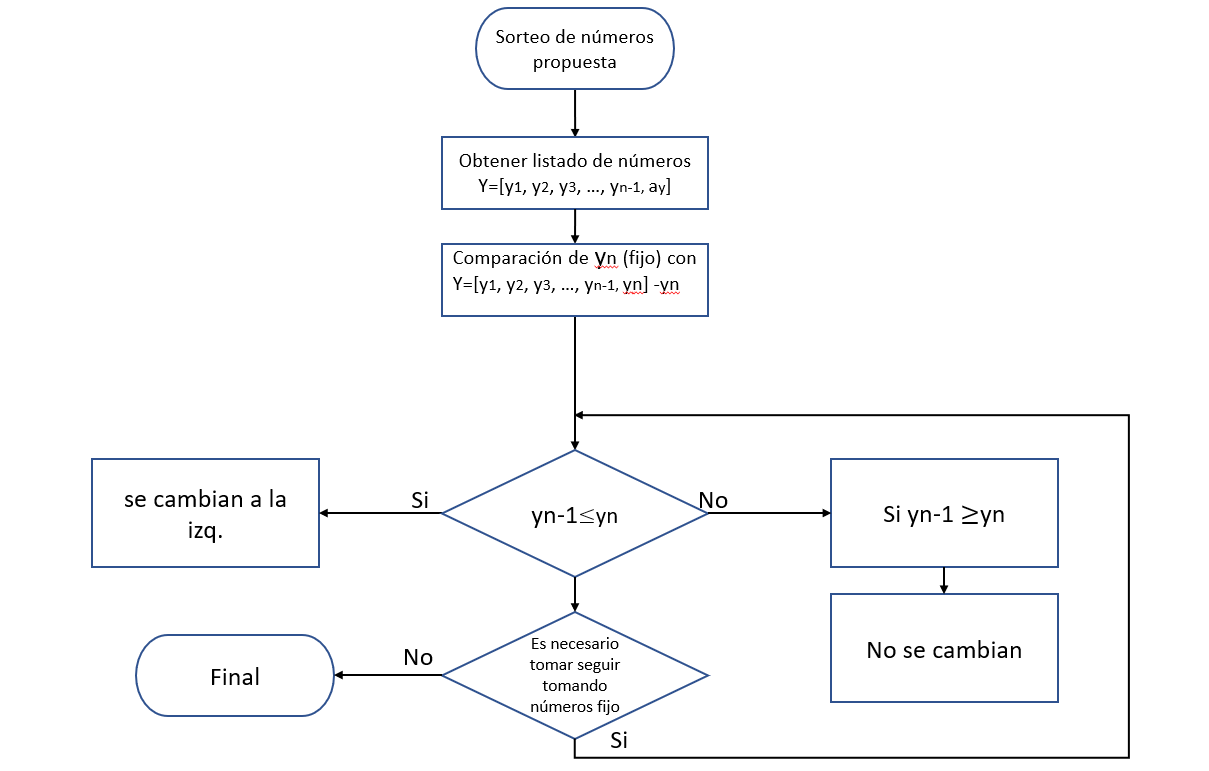 Sorteo de números
propuesta
Obtener listado de números
Y=[y1, y2, y3, ..., yn-1, ay]
Comparación de yn (fijo) con
Y=[y1, y2, y3, ..., yn-1, yn] -yn
se cambian a la
izq.
Si
yn-1≤yn
No
Si yn-1 ≥yn
No se cambian
Es necesario
tomar seguir
tomando
números fijo
No
Final
Si